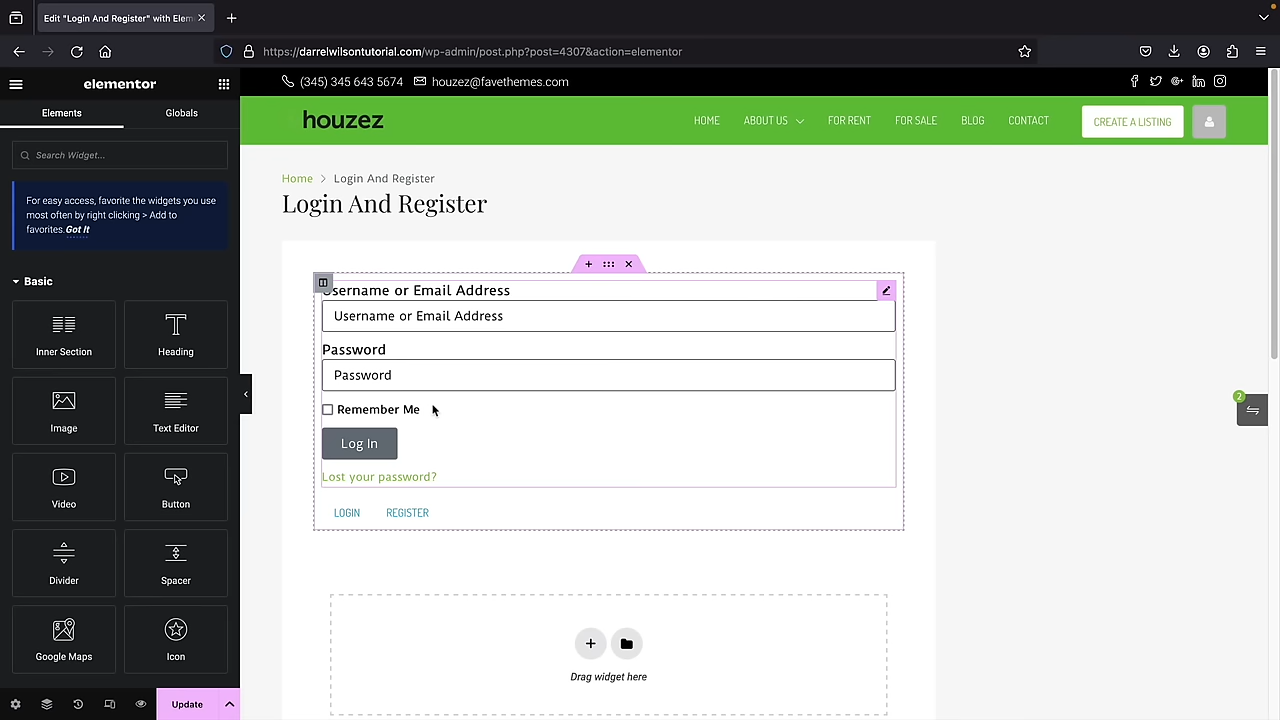 Edit "Login And Register" with Elem
https://darrelwilsontutorial.com/wp-admin/post.php?post=4307&action=elementor
elementor
Elements
Globals
Search Widget...
For easy access, favorite the widgets you use
most often by right clicking > Add to
favorites.Got It
Basic
Inner Section
Heading
Image
Text Editor
Video
Button
Divider
Spacer
Google Maps
Icon
Update
(345) 345 643 5674
houzez@favethemes.com
houzez
HOME
ABOUT US
FOR RENT
FOR SALE
BLOG
CONTACT
CREATE A LISTING
Home > Login And Register
Login And Register
Username or Email Address
Username or Email Address
Password
Password
Remember Me
Log In
Lost your password?
LOGIN
REGISTER
Drag widget here
2